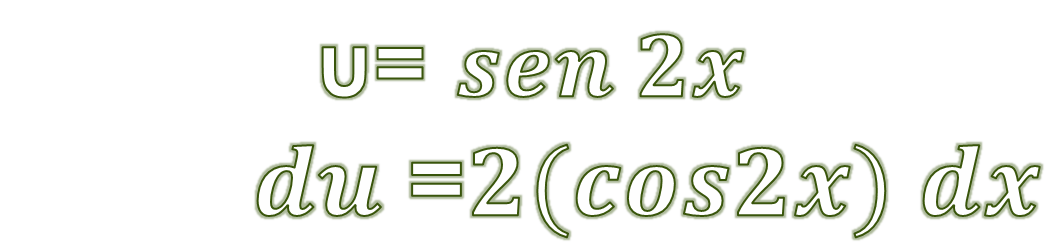 U= sen 2x
du =2(cos2x) dx